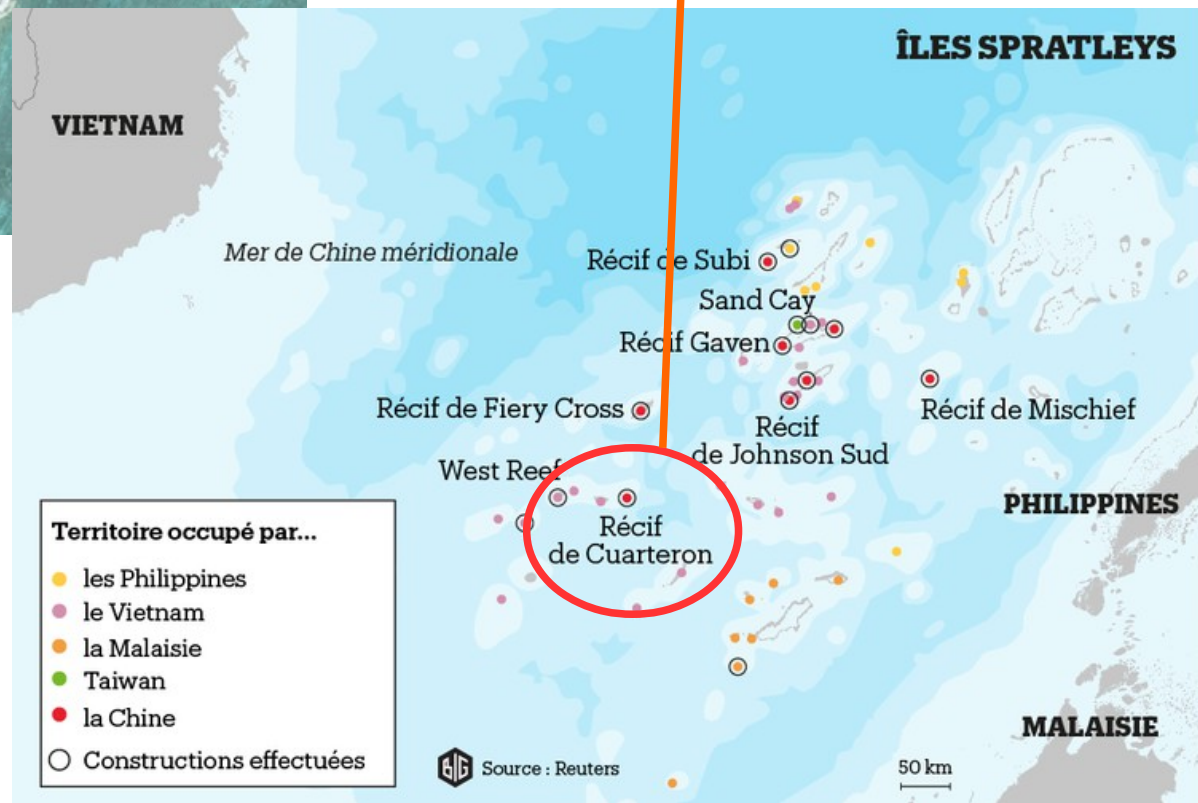 ÎLES SPRATLEYS
VIETNAM
Mer de Chine méridionale
Récif de Subi
Sand Cay
Récif Gaven
Récif de Fiery Cross
Récif de Mischief
Récif
de Johnson Sud
West Reef
PHILIPPINES
Récif
de Cuarteron
Territoire occupé par...
les Philippines
le Vietnam
la Malaisie
Taiwan
la Chine
Constructions effectuées
BIG
Source : Reuters
50 km
MALAISIE